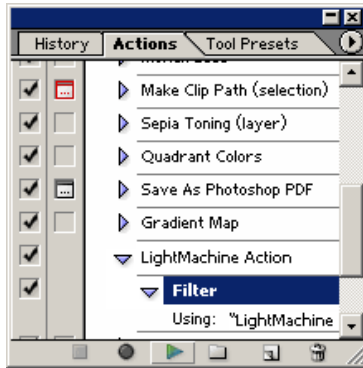 History Actions Tool Presets
Make Clip Path (selection)
Sepia Toning (layer)
Quadrant Colors
Save As Photoshop PDF
Gradient Map
LightMachine Action
Filter
Using: "LightMachine